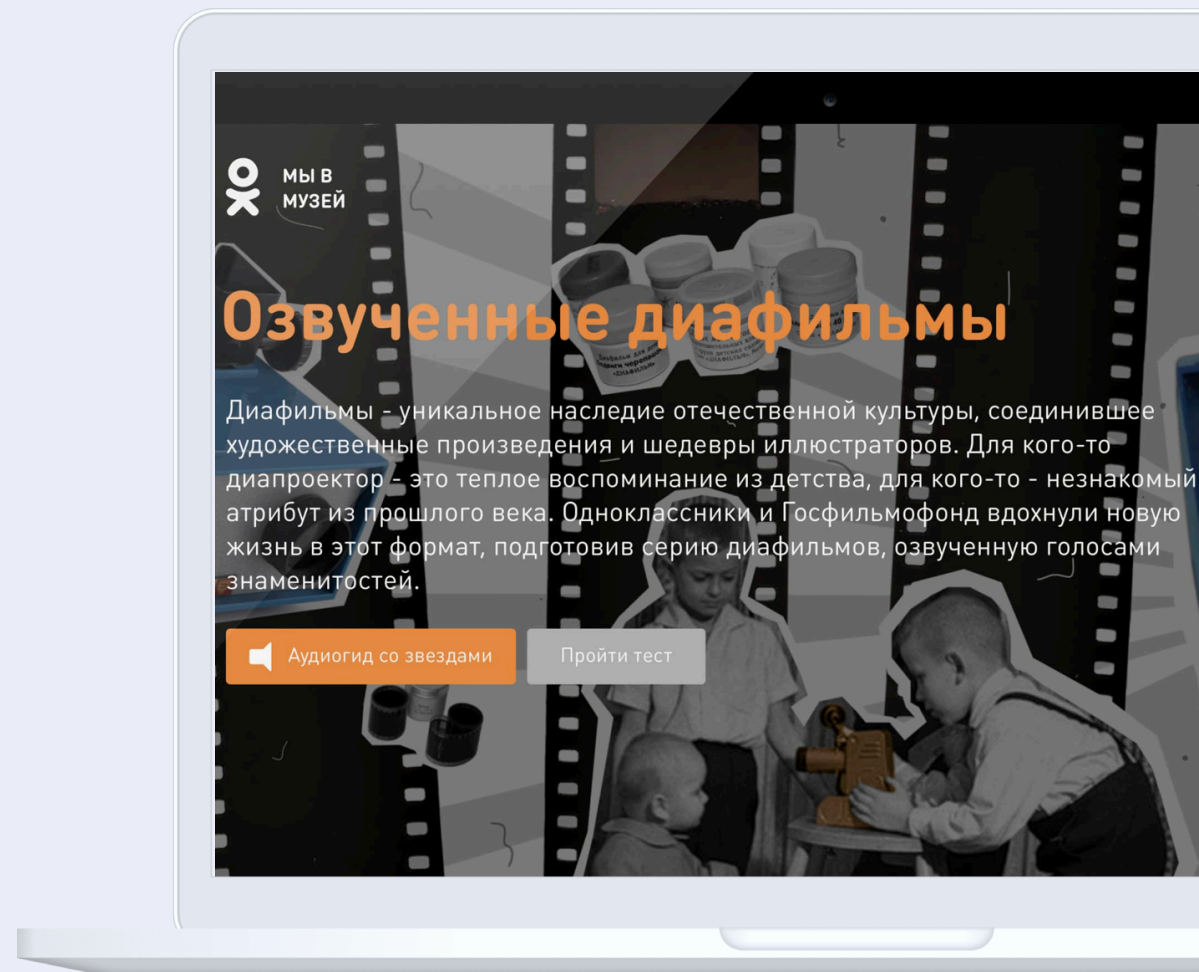 МЫ В
МУЗЕЙ
Озвученные диафильмы
Диафильмы - уникальное наследие отечественной культуры, соединившее
художественные произведения и шедевры иллюстраторов. Для кого-то
диапроектор - это теплое воспоминание из детства, для кого-то - незнакомый
атрибут из прошлого века. Одноклассники и Госфильмофонд вдохнули новую
жизнь в этот формат, подготовив серию диафильмов, озвученную голосами
знаменитостей.
Аудиогид со звездами
Пройти тест